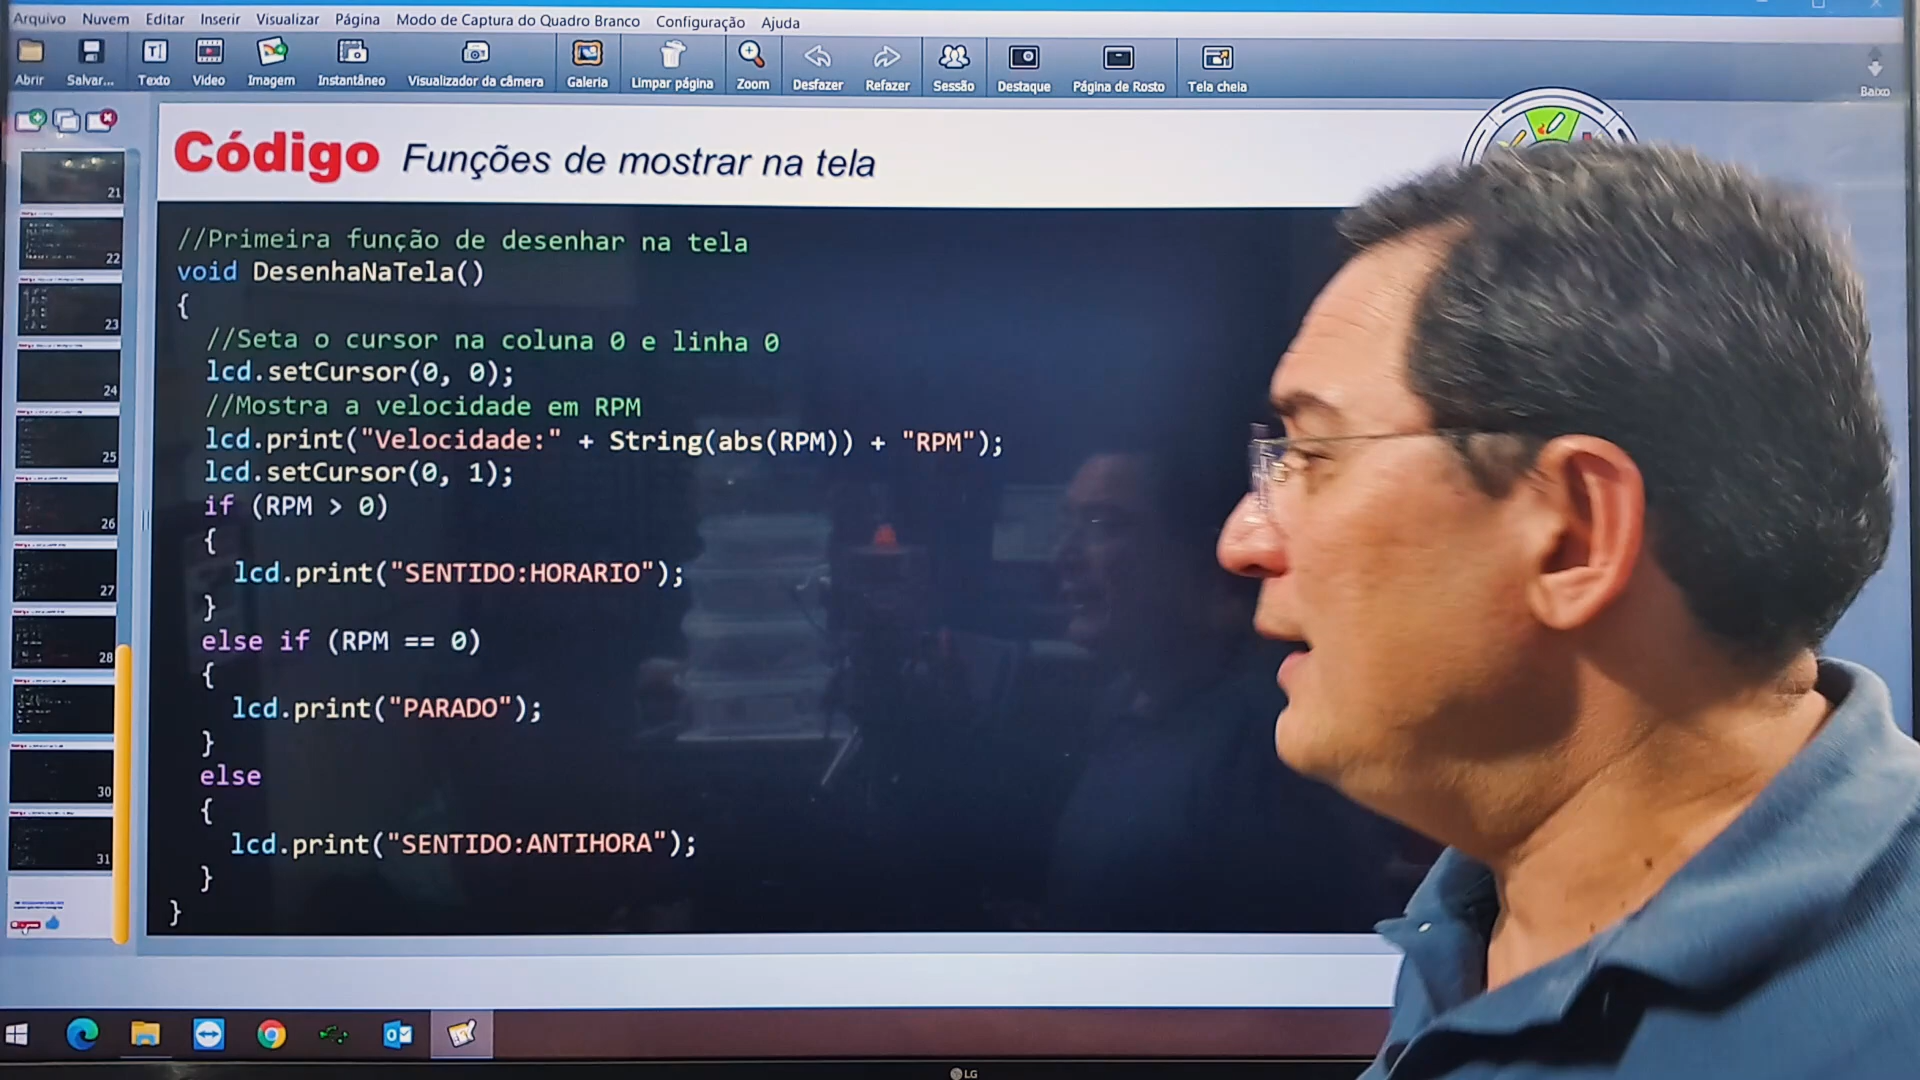 Arquivo Nuvem Editar Inserir Visualizar Página Modo de Captura do Quadro Branco Configuração Ajuda
Abrir Salvar... Texto Video Imagem Instantâneo Visualizador da câmera Galeria Limpar página Zoom Desfazer Refazer Sessão Destaque Página de Rosto Tela cheia Baixo
Código Funções de mostrar na tela
21
22
23
24
25
26
27
28
30
31
//Primeira função de desenhar na tela
void DesenhaNaTela()
{
//Seta o cursor na coluna 0 e linha 0
lcd.setCursor(0, 0);
//Mostra a velocidade em RPM
lcd.print("Velocidade:" + String(abs(RPM)) + "RPM");
lcd.setCursor(0, 1);
if (RPM > 0)
{
lcd.print("SENTIDO:HORARIO");
}
else if (RPM == 0)
{
lcd.print("PARADO");
}
else
{
lcd.print("SENTIDO:ANTIHORA");
}
}
LG